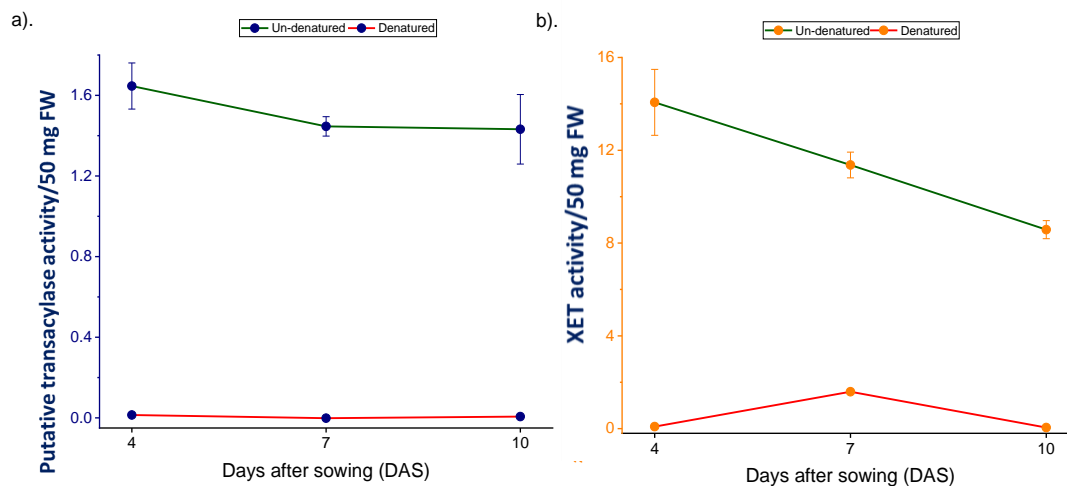 a).
Un-denatured Denatured
Putative transacylase activity/50 mg FW
1.6
1.2
0.8
0.4
0.0
4 7 10
Days after sowing (DAS)
b).
Un-denatured Denatured
XET activity/50 mg FW
16
12
8
4
0
4 7 10
Days after sowing (DAS)